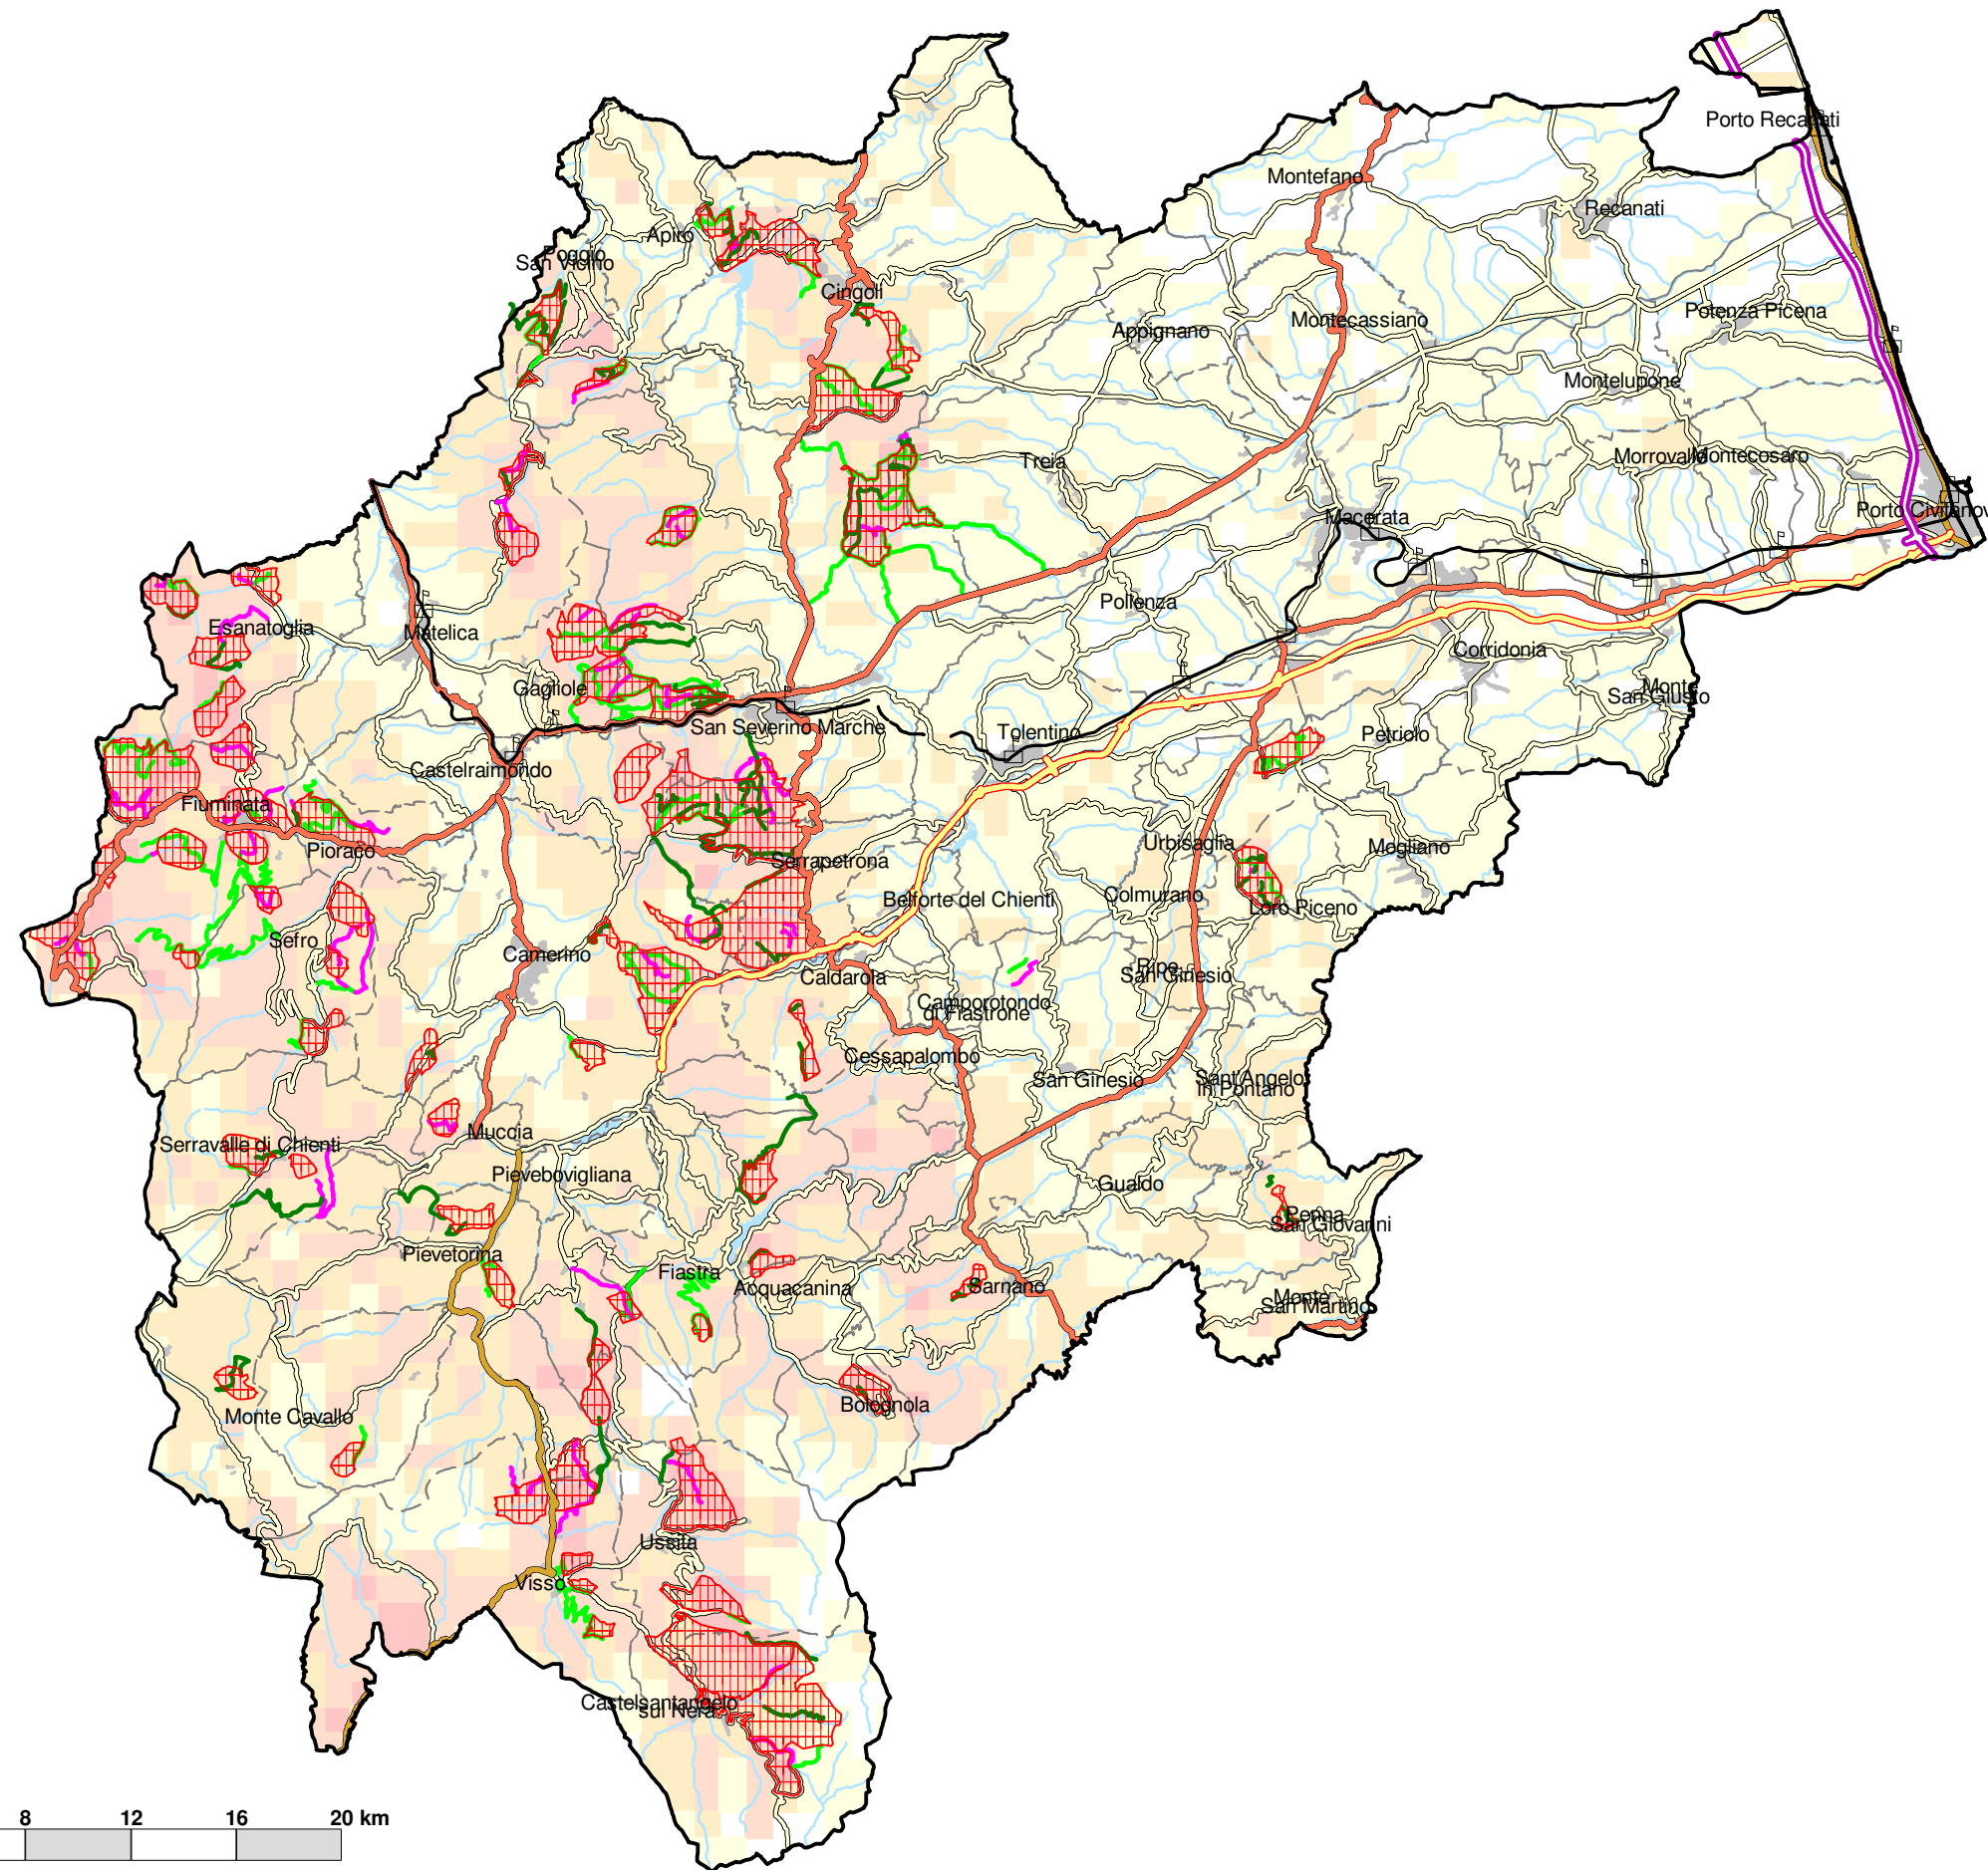 Porto Recanati
Montefano
Recanati
Apiro
Poggio
San Vicino
Cingoli
Potenza Picena
Montecassiano
Appignano
Montelupone
Morrovalle
Montecosaro
Treia
Macerata
Porto Civitanov
Pollenza
Esanatoglia
Matelica
Corridonia
Gagliole
Monte
San Giusto
San Severino Marche
Tolentino
Petriolo
Castelraimondo
Fiuminata
Pioraco
Urbisaglia
Mogliano
Serrapetrona
Belforte del Chienti
Colmurano
Loro Piceno
Sefro
Camerino
Caldarola
Ripe
San Ginesio
Camporotondo
di Fiastrone
Cessapalombo
San Ginesio
Sant'Angelo
in Pontano
Muccia
Serravalle di Chienti
Pievebovigliana
Gualdo
Penna
San Giovanni
Pievetorina
Fiastra
Acquacanina
Sarnano
Monte
San Martino
Bolognola
Monte Cavallo
Ussita
Visso
Castelsantangelo
sul Nera
8 12 16 20 km